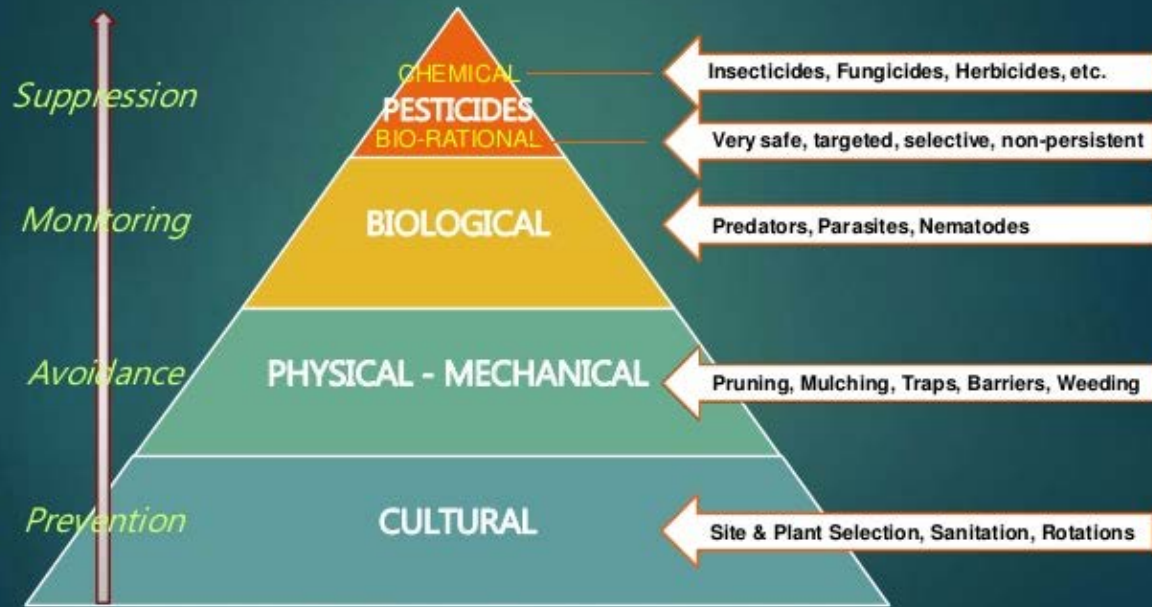 Suppression
CHEMICAL
PESTICIDES
BIO-RATIONAL
Insecticides, Fungicides, Herbicides, etc.
Very safe, targeted, selective, non-persistent
Monitoring
BIOLOGICAL
Predators, Parasites, Nematodes
Avoidance
PHYSICAL - MECHANICAL
Pruning, Mulching, Traps, Barriers, Weeding
Prevention
CULTURAL
Site & Plant Selection, Sanitation, Rotations